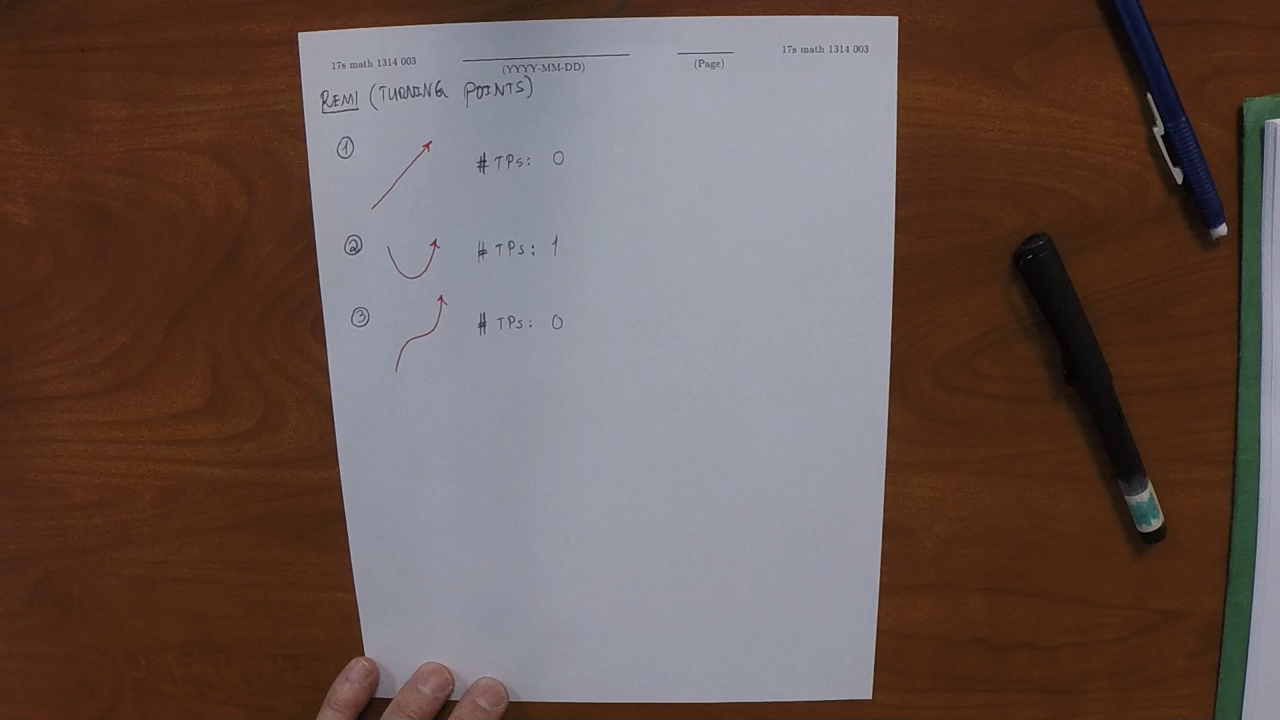 17s math 1314 003
(YYYY-MM-DD)
(Page)
17s math 1314 003
REM1 (TURNING POINTS)
① # TPs: 0
② # TPs: 1
③ # TPs: 0